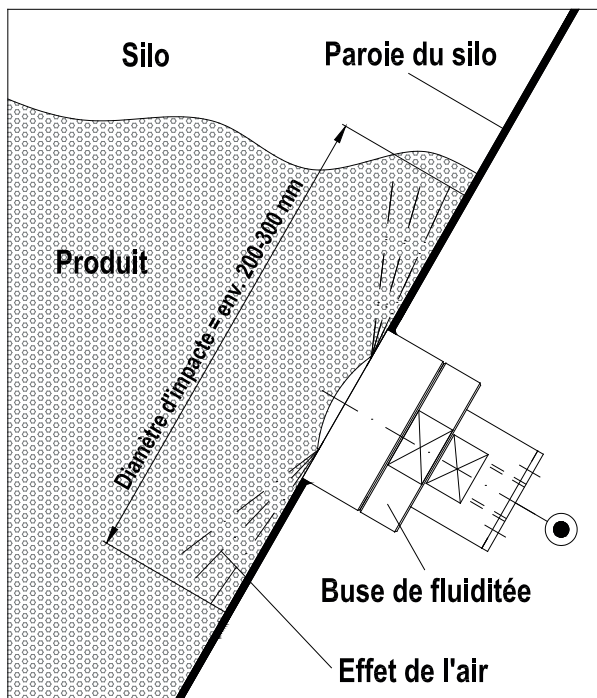 Silo
Paroie du silo
Produit
Diamètre d'impacte = env. 200-300 mm
Buse de fluiditée
Effet de l'air